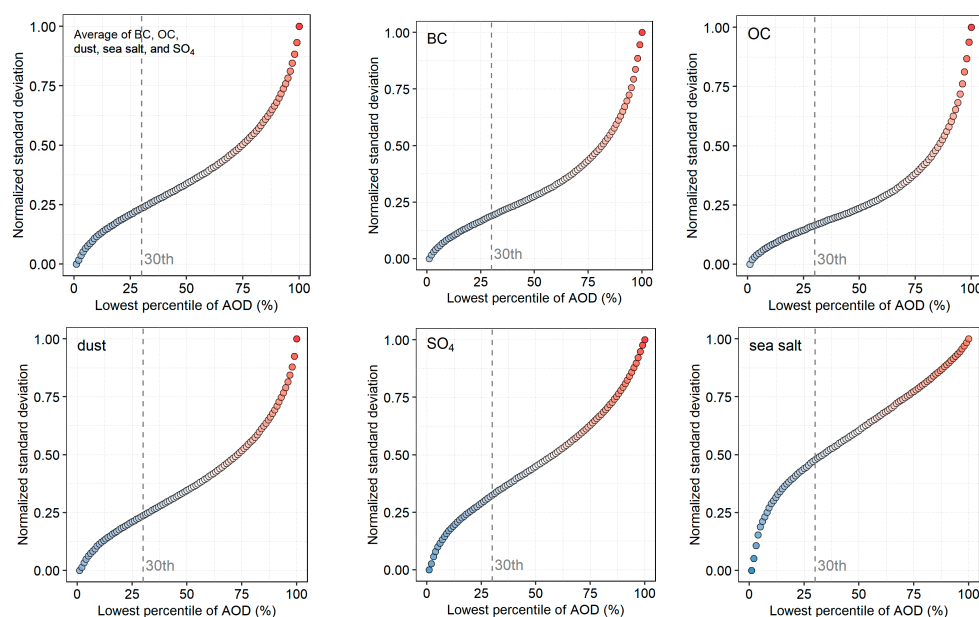 Average of BC, OC,
dust, sea salt, and SO₄
Normalized standard deviation
1.00
0.75
0.50
0.25
0.00
30th
0 25 50 75 100
Lowest percentile of AOD (%)
BC
Normalized standard deviation
1.00
0.75
0.50
0.25
0.00
30th
0 25 50 75 100
Lowest percentile of AOD (%)
OC
Normalized standard deviation
1.00
0.75
0.50
0.25
0.00
30th
0 25 50 75 100
Lowest percentile of AOD (%)
dust
Normalized standard deviation
1.00
0.75
0.50
0.25
0.00
30th
0 25 50 75 100
Lowest percentile of AOD (%)
SO₄
Normalized standard deviation
1.00
0.75
0.50
0.25
0.00
30th
0 25 50 75 100
Lowest percentile of AOD (%)
sea salt
Normalized standard deviation
1.00
0.75
0.50
0.25
0.00
30th
0 25 50 75 100
Lowest percentile of AOD (%)